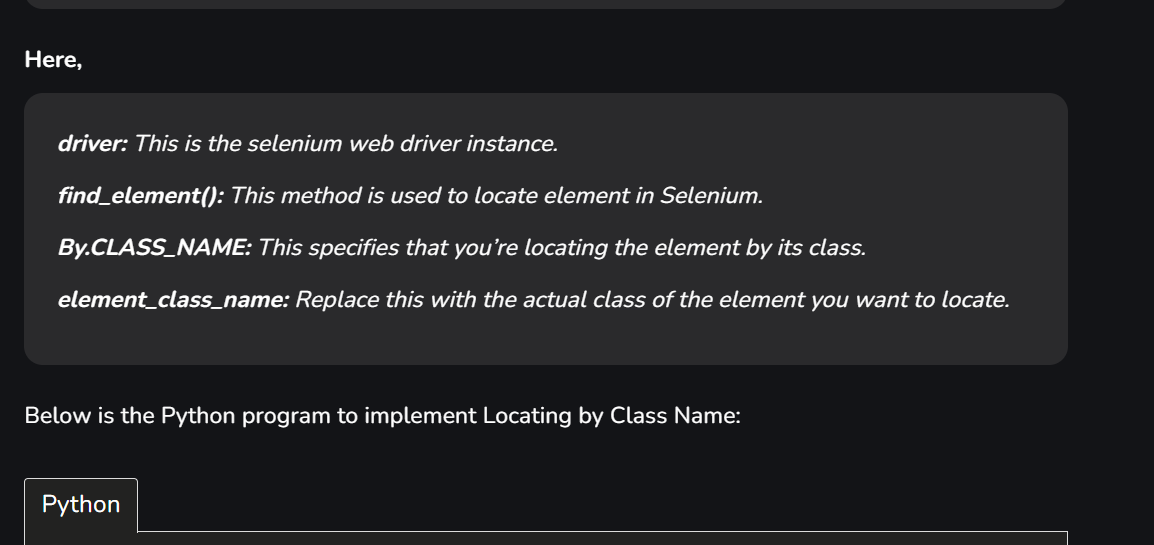 Here,
driver: This is the selenium web driver instance.
find_element(): This method is used to locate element in Selenium.
By.CLASS_NAME: This specifies that you’re locating the element by its class.
element_class_name: Replace this with the actual class of the element you want to locate.
Below is the Python program to implement Locating by Class Name:
Python